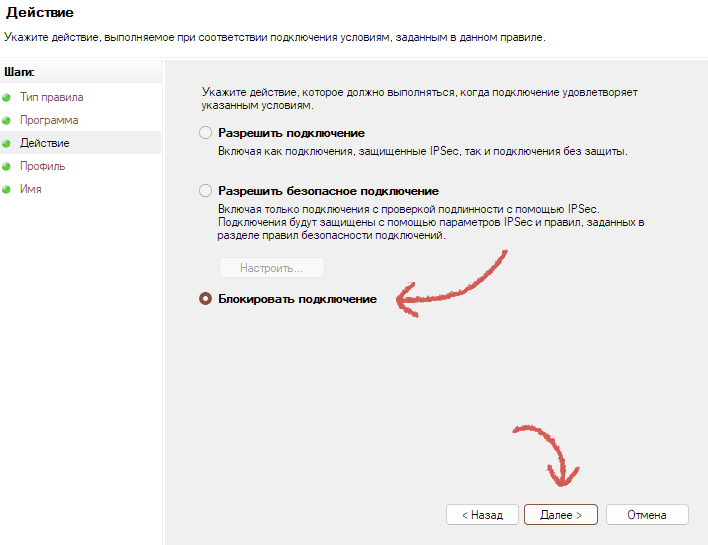 Действие
Укажите действие, выполняемое при соответствии подключения условиям, заданным в данном правиле.
Шаги:
Тип правила
Программа
Действие
Профиль
Имя
Укажите действие, которое должно выполняться, когда подключение удовлетворяет
указанным условиям.
Разрешить подключение
Включая как подключения, защищенные IPSec, так и подключения без защиты.
Разрешить безопасное подключение
Включая только подключения с проверкой подлинности с помощью IPSec.
Подключения будут защищены с помощью параметров IPSec и правил, заданных в
разделе правил безопасности подключений.
Настроить...
Блокировать подключение
< Назад
Далее >
Отмена